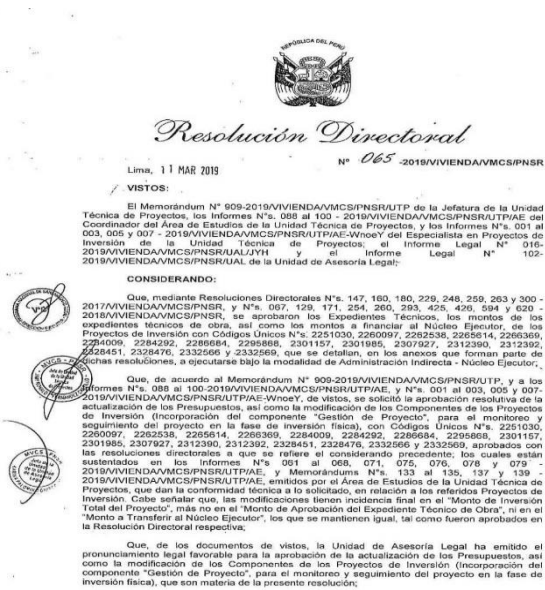 REPÚBLICA DEL PERÚ
Resolución Directoral
N° 065 -2019/VIVIENDA/VMCS/PNSR
Lima, 11 MAR 2019
VISTOS:
El Memorándum N° 909-2019/VIVIENDA/VMCS/PNSR/UTP de la Jefatura de la Unidad
Técnica de Proyectos, los Informes N°s. 088 al 100 - 2019/VIVIENDA/VMCS/PNSR/UTP/AE del
Coordinador del Área de Estudios de la Unidad Técnica de Proyectos, y los Informes N°s. 001 al
003, 005 y 007 - 2019/VIVIENDA/VMCS/PNSR/UTP/AE-WnoeY del Especialista en Proyectos de
Inversión de la Unidad Técnica de Proyectos; el Informe Legal N° 016-
2019/VIVIENDA/VMCS/PNSR/UAL/JYH y el Informe Legal N° 102-
2019/VIVIENDA/VMCS/PNSR/UAL de la Unidad de Asesoría Legal;
CONSIDERANDO:
Que, mediante Resoluciones Directorales N°s. 147, 160, 180, 229, 248, 259, 263 y 300 -
2017/VIVIENDA/VMCS/PNSR, y N°s. 067, 129, 171, 254, 260, 293, 425, 426, 594 y 620 -
2018/VIVIENDA/VMCS/PNSR, se aprobaron los Expedientes Técnicos, los montos de los
expedientes técnicos de obra, así como los montos a financiar al Núcleo Ejecutor, de los
Proyectos de Inversión con Códigos Únicos N°s. 2251030, 2260097, 2262538, 2265614, 2266369,
2284009, 2284292, 2286684, 2295868, 2301157, 2301985, 2307927, 2312390, 2312392,
2328451, 2328476, 2332566 y 2332569, que se detallan, en los anexos que forman parte de
dichas resoluciones, a ejecutarse bajo la modalidad de Administración Indirecta - Núcleo Ejecutor;
Que, de acuerdo al Memorándum N° 909-2019/VIVIENDA/VMCS/PNSR/UTP, y a los
Informes N°s. 088 al 100-2019/VIVIENDA/VMCS/PNSR/UTP/AE, y N°s. 001 al 003, 005 y 007-
2019/VIVIENDA/VMCS/PNSR/UTP/AE-WnoeY, de vistos, se solicitó la aprobación resolutiva de la
actualización de los Presupuestos, así como la modificación de los Componentes de los Proyectos
de Inversión (Incorporación del componente "Gestión de Proyecto", para el monitoreo y
seguimiento del proyecto en la fase de inversión física), con Códigos Únicos N°s. 2251030,
2260097, 2262538, 2265614, 2266369, 2284009, 2284292, 2286684, 2295868, 2301157,
2301985, 2307927, 2312390, 2312392, 2328451, 2328476, 2332566 y 2332569, aprobados con
las resoluciones directorales a que se refiere el considerando precedente; los cuales están
sustentados en los Informes N°s 061 al 068, 071, 075, 076, 078 y 079 -
2019/VIVIENDA/VMCS/PNSR/UTP/AE, y Memorándums N°s. 133 al 135, 137 y 139 -
2019/VIVIENDA/VMCS/PNSR/UTP/AE, emitidos por el Área de Estudios de la Unidad Técnica de
Proyectos, que dan la conformidad técnica a lo solicitado, en relación a los referidos Proyectos de
Inversión. Cabe señalar que, las modificaciones tienen incidencia final en el "Monto de Inversión
Total del Proyecto", más no en el "Monto de Aprobación del Expediente Técnico de Obra", ni en el
"Monto a Transferir al Núcleo Ejecutor", los que se mantienen igual, tal como fueron aprobados en
la Resolución Directoral respectiva;
Que, de los documentos de vistos, la Unidad de Asesoría Legal ha emitido el
pronunciamiento legal favorable para la aprobación de la actualización de los Presupuestos, así
como la modificación de los Componentes de los Proyectos de Inversión (Incorporación del
componente "Gestión de Proyecto", para el monitoreo y seguimiento del proyecto en la fase de
inversión física), que son materia de la presente resolución;